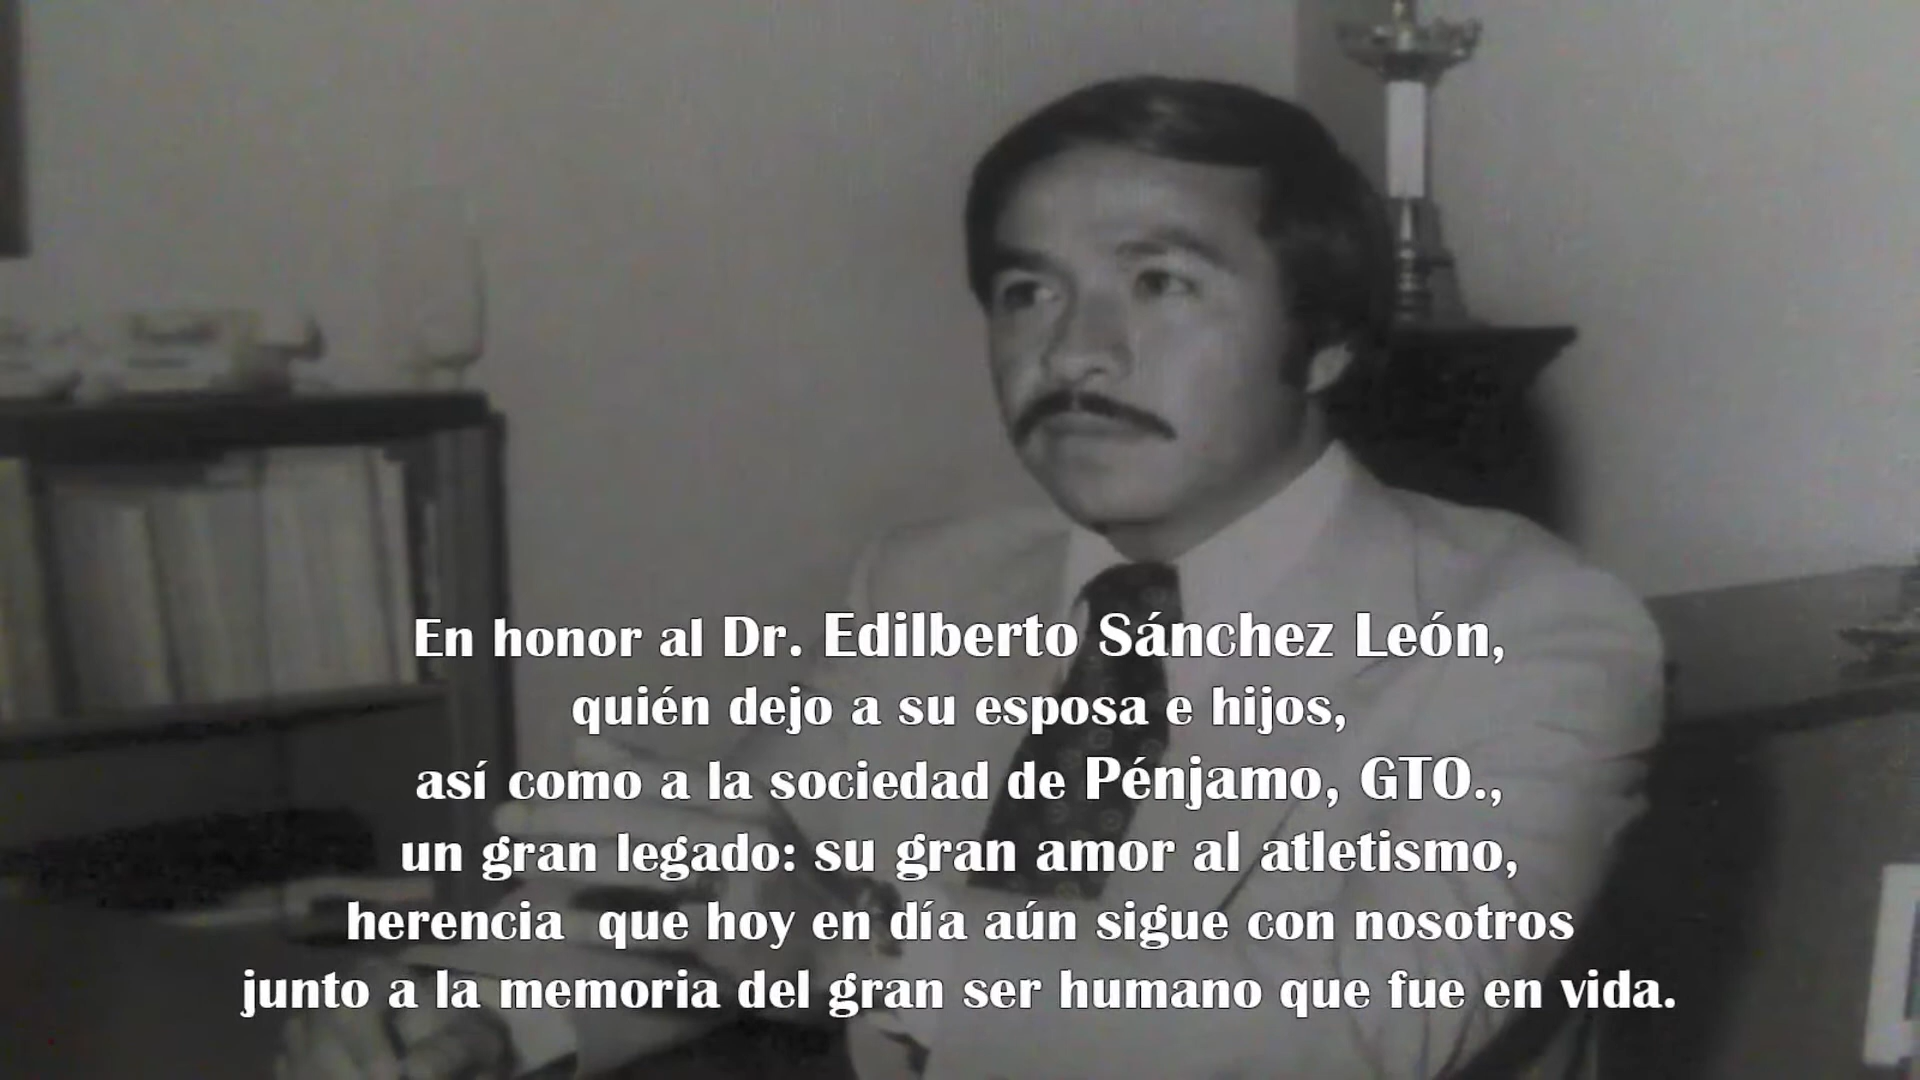 En honor al Dr. Edilberto Sánchez León,
quién dejo a su esposa e hijos,
así como a la sociedad de Pénjamo, GTO.,
un gran legado: su gran amor al atletismo,
herencia que hoy en día aún sigue con nosotros
junto a la memoria del gran ser humano que fue en vida.